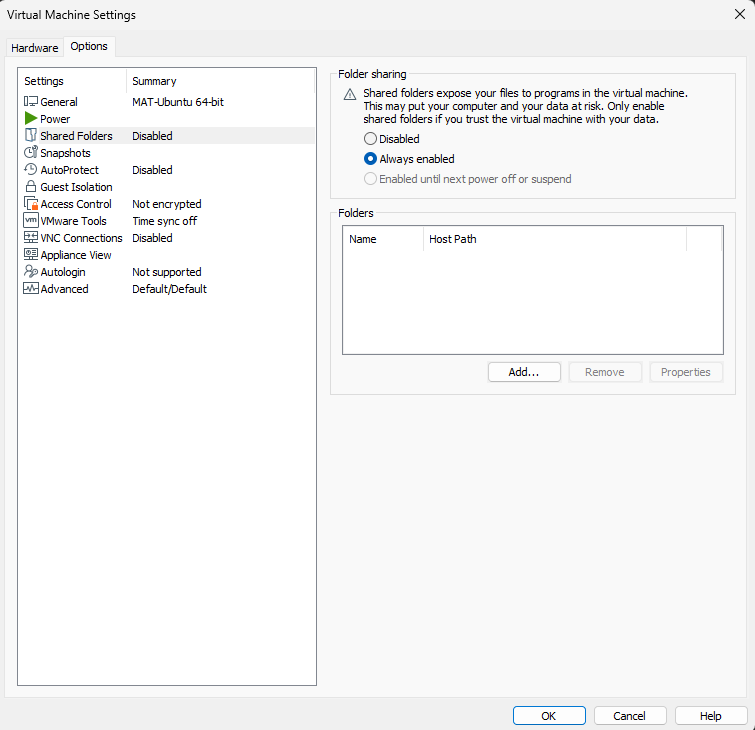 Virtual Machine Settings
Hardware Options
Settings Summary
General MAT-Ubuntu 64-bit
Power
Shared Folders Disabled
Snapshots
AutoProtect Disabled
Guest Isolation
Access Control Not encrypted
vm VMware Tools Time sync off
VNC Connections Disabled
Appliance View
Autologin Not supported
Advanced Default/Default
Folder sharing
Shared folders expose your files to programs in the virtual machine.
This may put your computer and your data at risk. Only enable
shared folders if you trust the virtual machine with your data.
Disabled
Always enabled
Enabled until next power off or suspend
Folders
Name Host Path
Add... Remove Properties
OK Cancel Help